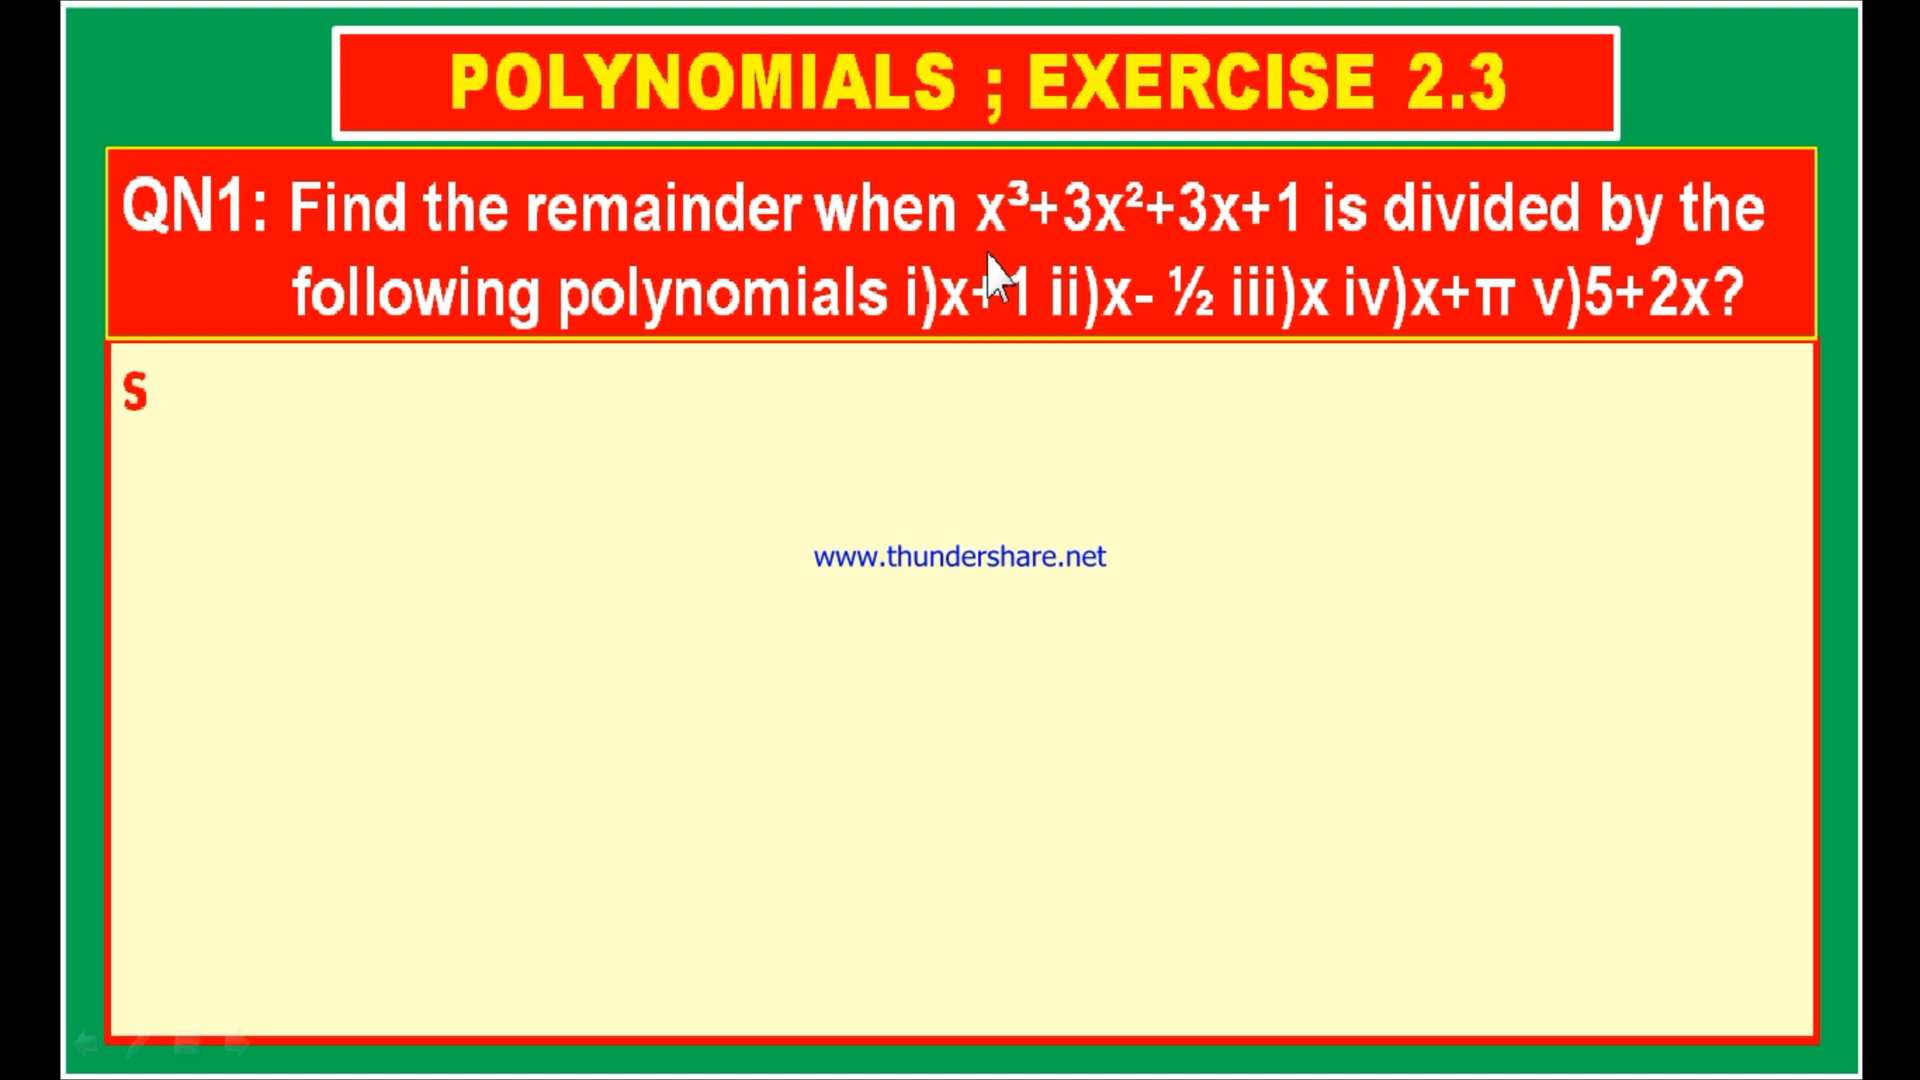 POLYNOMIALS ; EXERCISE 2.3
QN1: Find the remainder when x³+3x²+3x+1 is divided by the
following polynomials i)x+1 ii)x- ½ iii)x iv)x+π v)5+2x?
S
www.thundershare.net